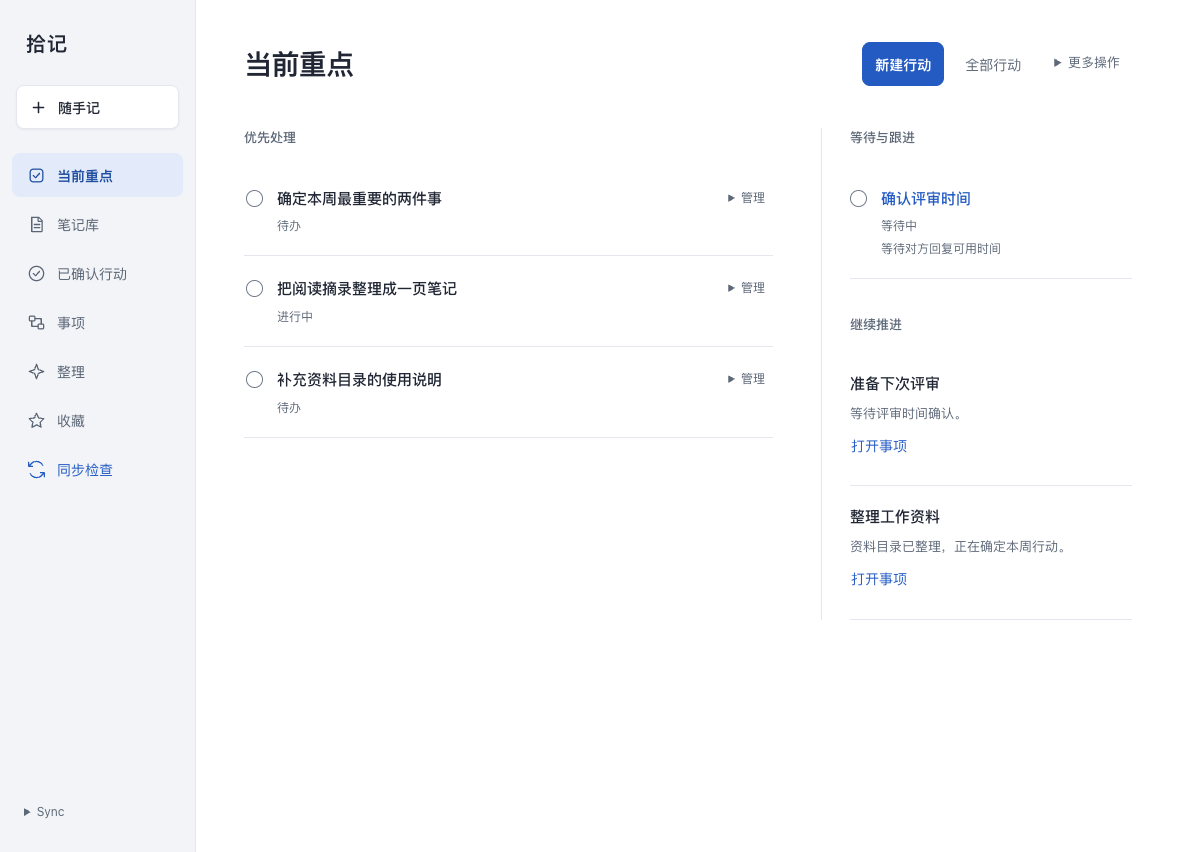 拾记
随手记
当前重点
笔记库
已确认行动
事项
整理
收藏
同步检查
Sync
当前重点
新建行动
全部行动
更多操作
优先处理
确定本周最重要的两件事
管理
待办
把阅读摘录整理成一页笔记
管理
进行中
补充资料目录的使用说明
管理
待办
等待与跟进
确认评审时间
等待中
等待对方回复可用时间
继续推进
准备下次评审
等待评审时间确认。
打开事项
整理工作资料
资料目录已整理，正在确定本周行动。
打开事项